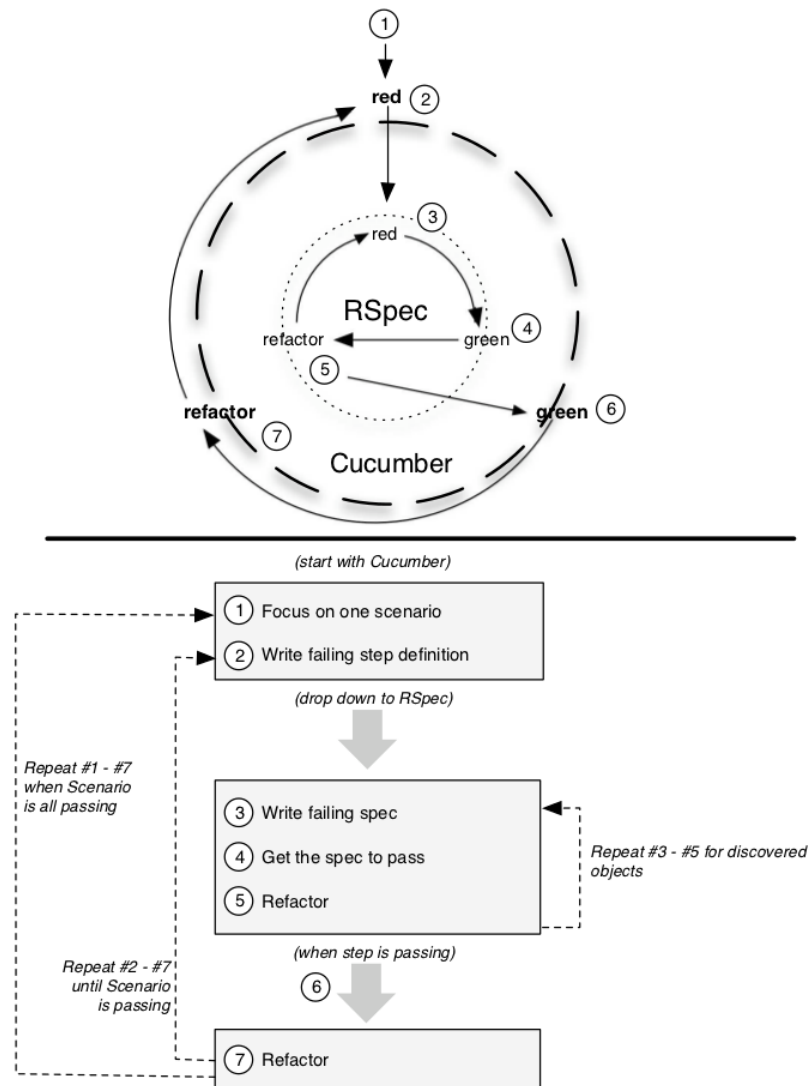 1
red 2
3
red
RSpec
refactor
green
4
5
refactor
green
6
7
Cucumber
(start with Cucumber)
1 Focus on one scenario
2 Write failing step definition
(drop down to RSpec)
Repeat #1 - #7
when Scenario
is all passing
3 Write failing spec
4 Get the spec to pass
5 Refactor
Repeat #3 - #5 for discovered
objects
(when step is passing)
Repeat #2 - #7
until Scenario
is passing
6
7 Refactor